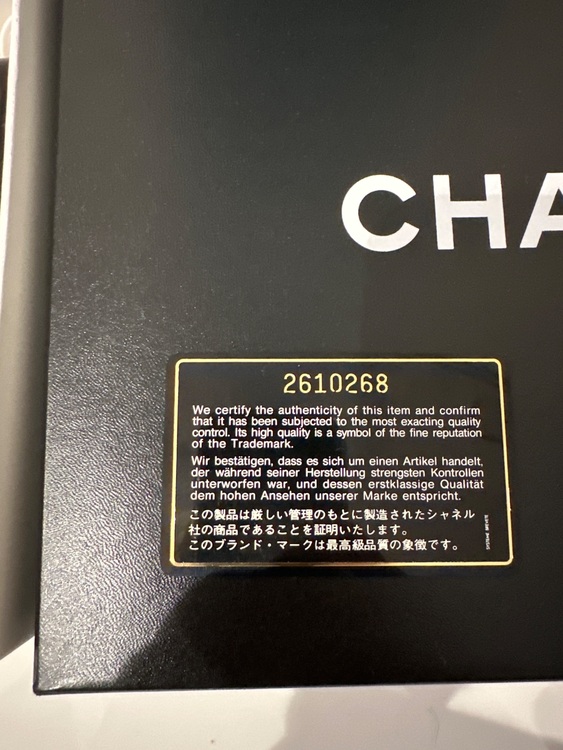 CHA
2610268
We certify the authenticity of this item and confirm
that it has been subjected to the most exacting quality
control. Its high quality is a symbol of the fine reputation
of the Trademark.
Wir bestätigen, dass es sich um einen Artikel handelt,
der während seiner Herstellung strengsten Kontrollen
unterworfen war, und dessen erstklassige Qualität
dem hohen Ansehen unserer Marke entspricht.
この製品は厳しい管理のもとに製造されたシャネル
社の商品であることを証明いたします。
このブランド・マークは最高級品質の象徴です。